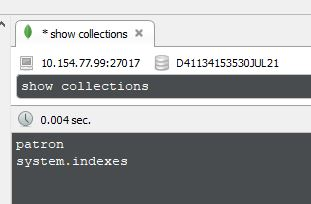 * show collections
10.154.77.99:27017 D41134153530JUL21
show collections
0.004 sec.
patron
system.indexes